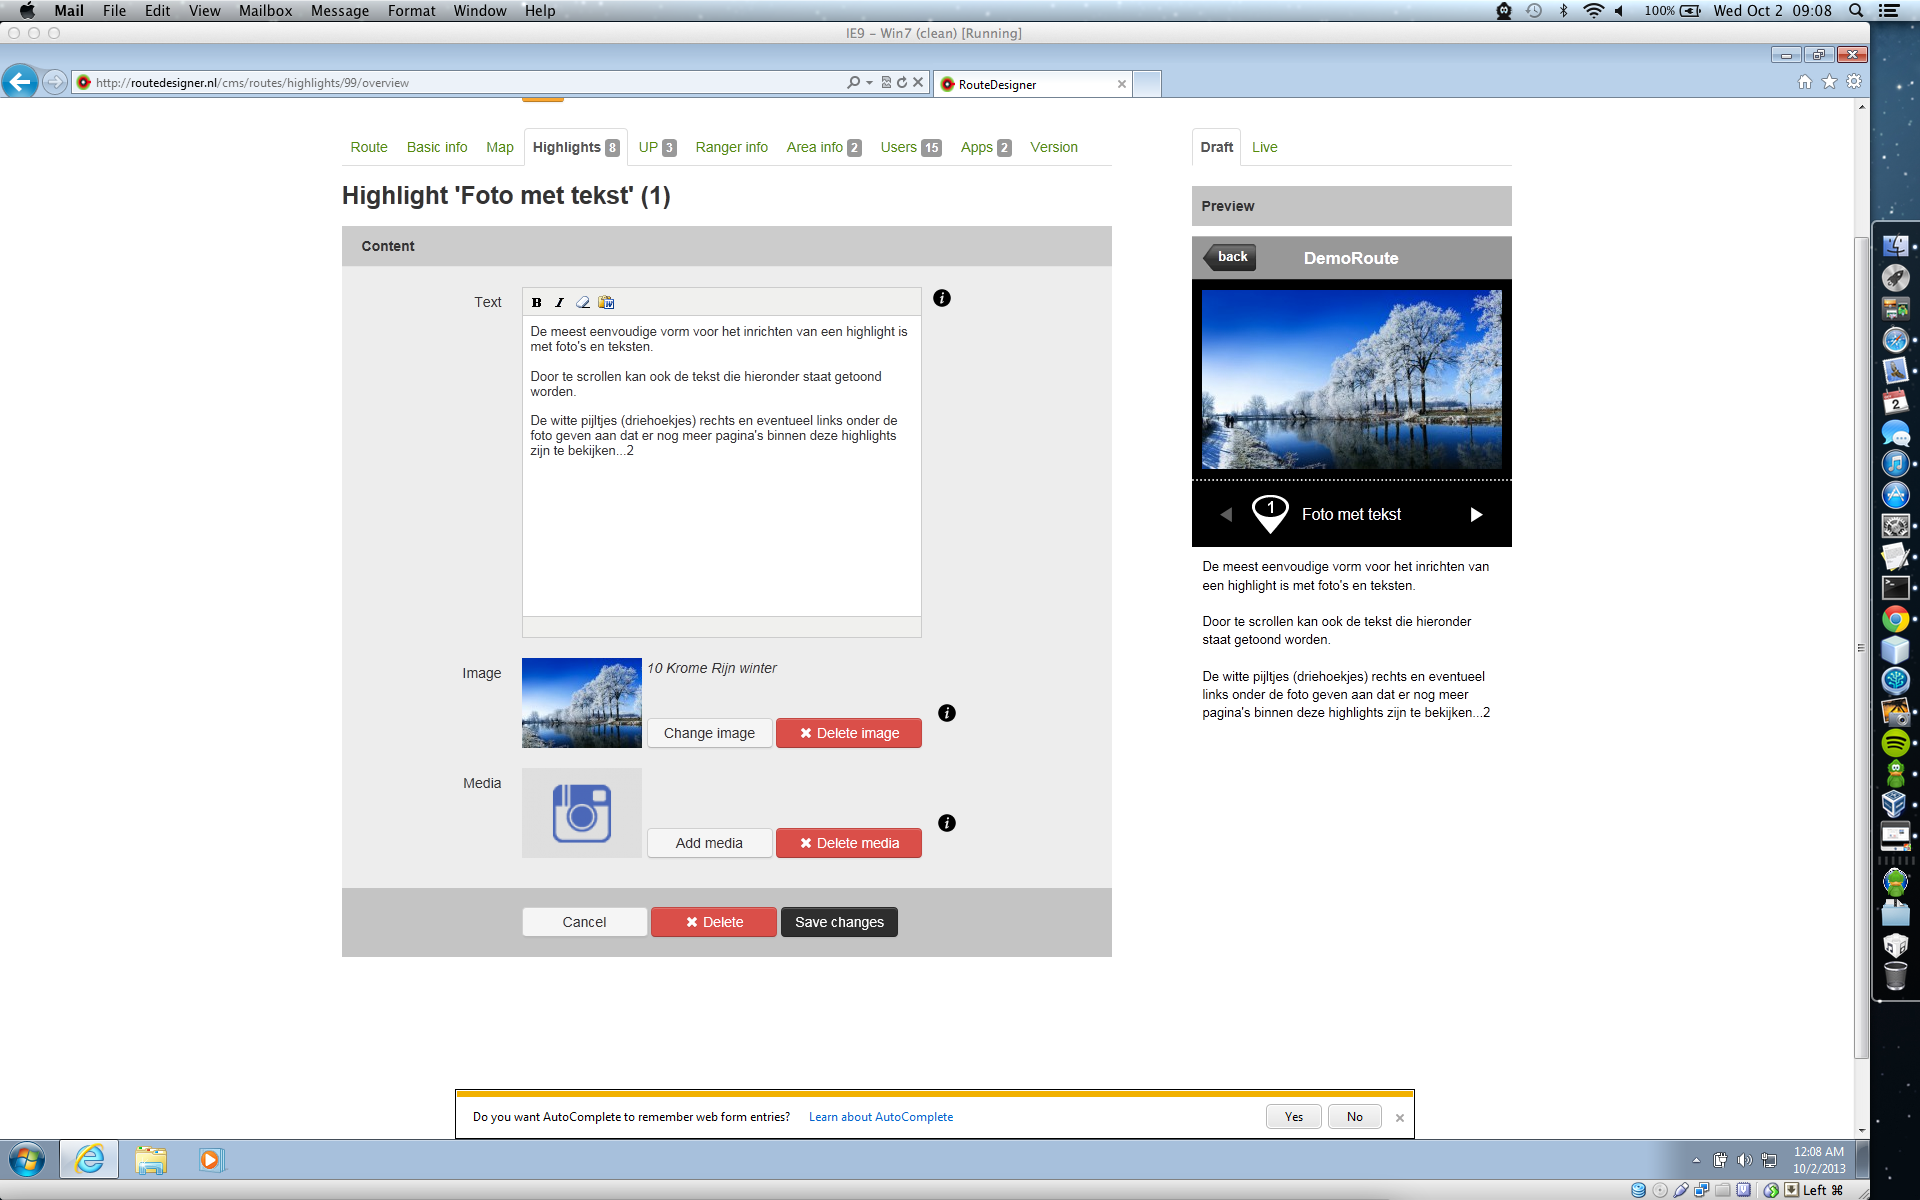 Mail File Edit View Mailbox Message Format Window Help 100% Wed Oct 2 09:08
IE9 – Win7 (clean) [Running]
http://routedesigner.nl/cms/routes/highlights/99/overview
RouteDesigner
Route Basic info Map Highlights 8 UP 3 Ranger info Area info 2 Users 15 Apps 2 Version
Draft Live
Highlight 'Foto met tekst' (1)
Content
Text
B I
De meest eenvoudige vorm voor het inrichten van een highlight is
met foto's en teksten.
Door te scrollen kan ook de tekst die hieronder staat getoond
worden.
De witte pijltjes (driehoekjes) rechts en eventueel links onder de
foto geven aan dat er nog meer pagina's binnen deze highlights
zijn te bekijken...2
Image
10 Krome Rijn winter
Change image
Delete image
Media
Add media
Delete media
Cancel
Delete
Save changes
Preview
back
DemoRoute
1
Foto met tekst
De meest eenvoudige vorm voor het inrichten van
een highlight is met foto's en teksten.
Door te scrollen kan ook de tekst die hieronder
staat getoond worden.
De witte pijltjes (driehoekjes) rechts en eventueel
links onder de foto geven aan dat er nog meer
pagina's binnen deze highlights zijn te bekijken...2
2
Do you want AutoComplete to remember web form entries? Learn about AutoComplete Yes No
12:08 AM
10/2/2013
Left ⌘